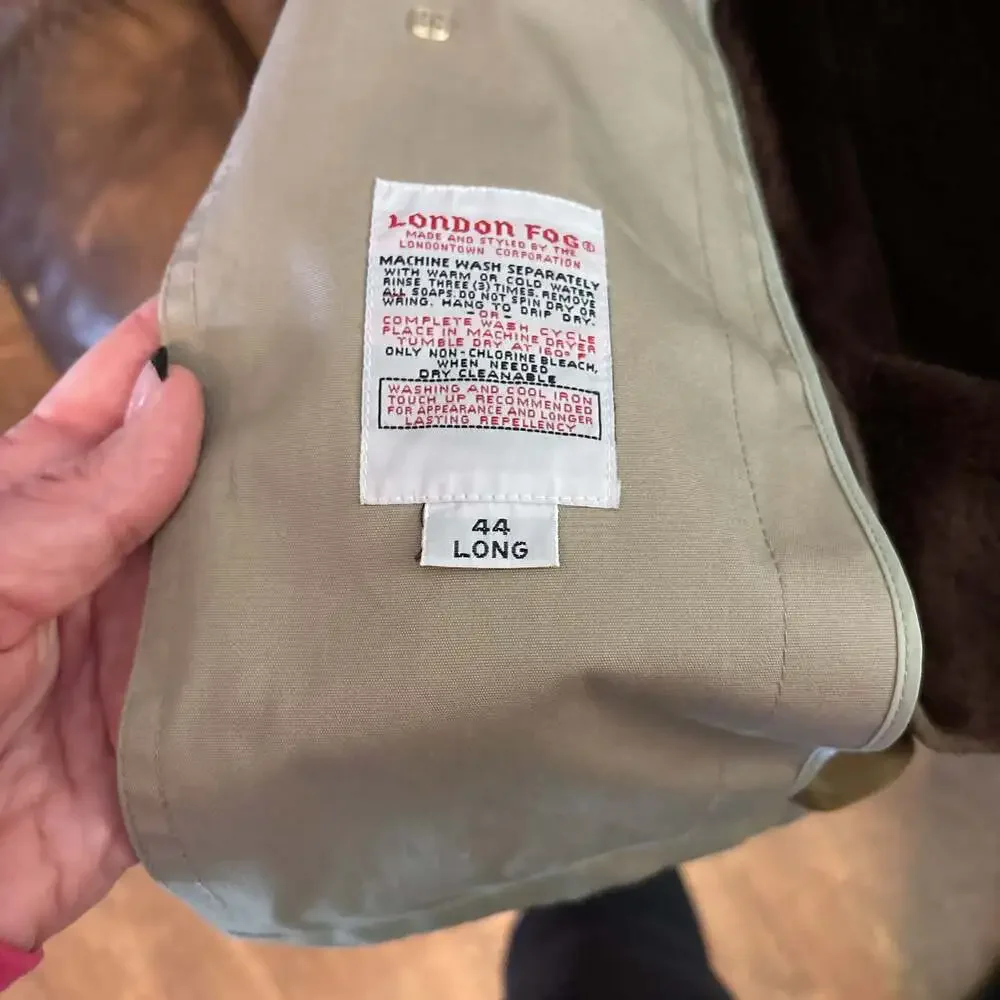 LONDON FOG®
MADE AND STYLED BY THE
LONDONTOWN CORPORATION
MACHINE WASH SEPARATELY
WITH WARM OR COLD WATER
RINSE THREE (3) TIMES. REMOVE
ALL SOAPS. DO NOT SPIN DRY OR
WRING. HANG TO DRIP DRY.
-OR-
COMPLETE WASH CYCLE
PLACE IN MACHINE DRYER
TUMBLE DRY AT 160° F
ONLY NON-CHLORINE BLEACH,
WHEN NEEDED
DRY CLEANABLE
WASHING AND COOL IRON
TOUCH UP RECOMMENDED
FOR APPEARANCE AND LONGER
LASTING REPELLENCY
44
LONG